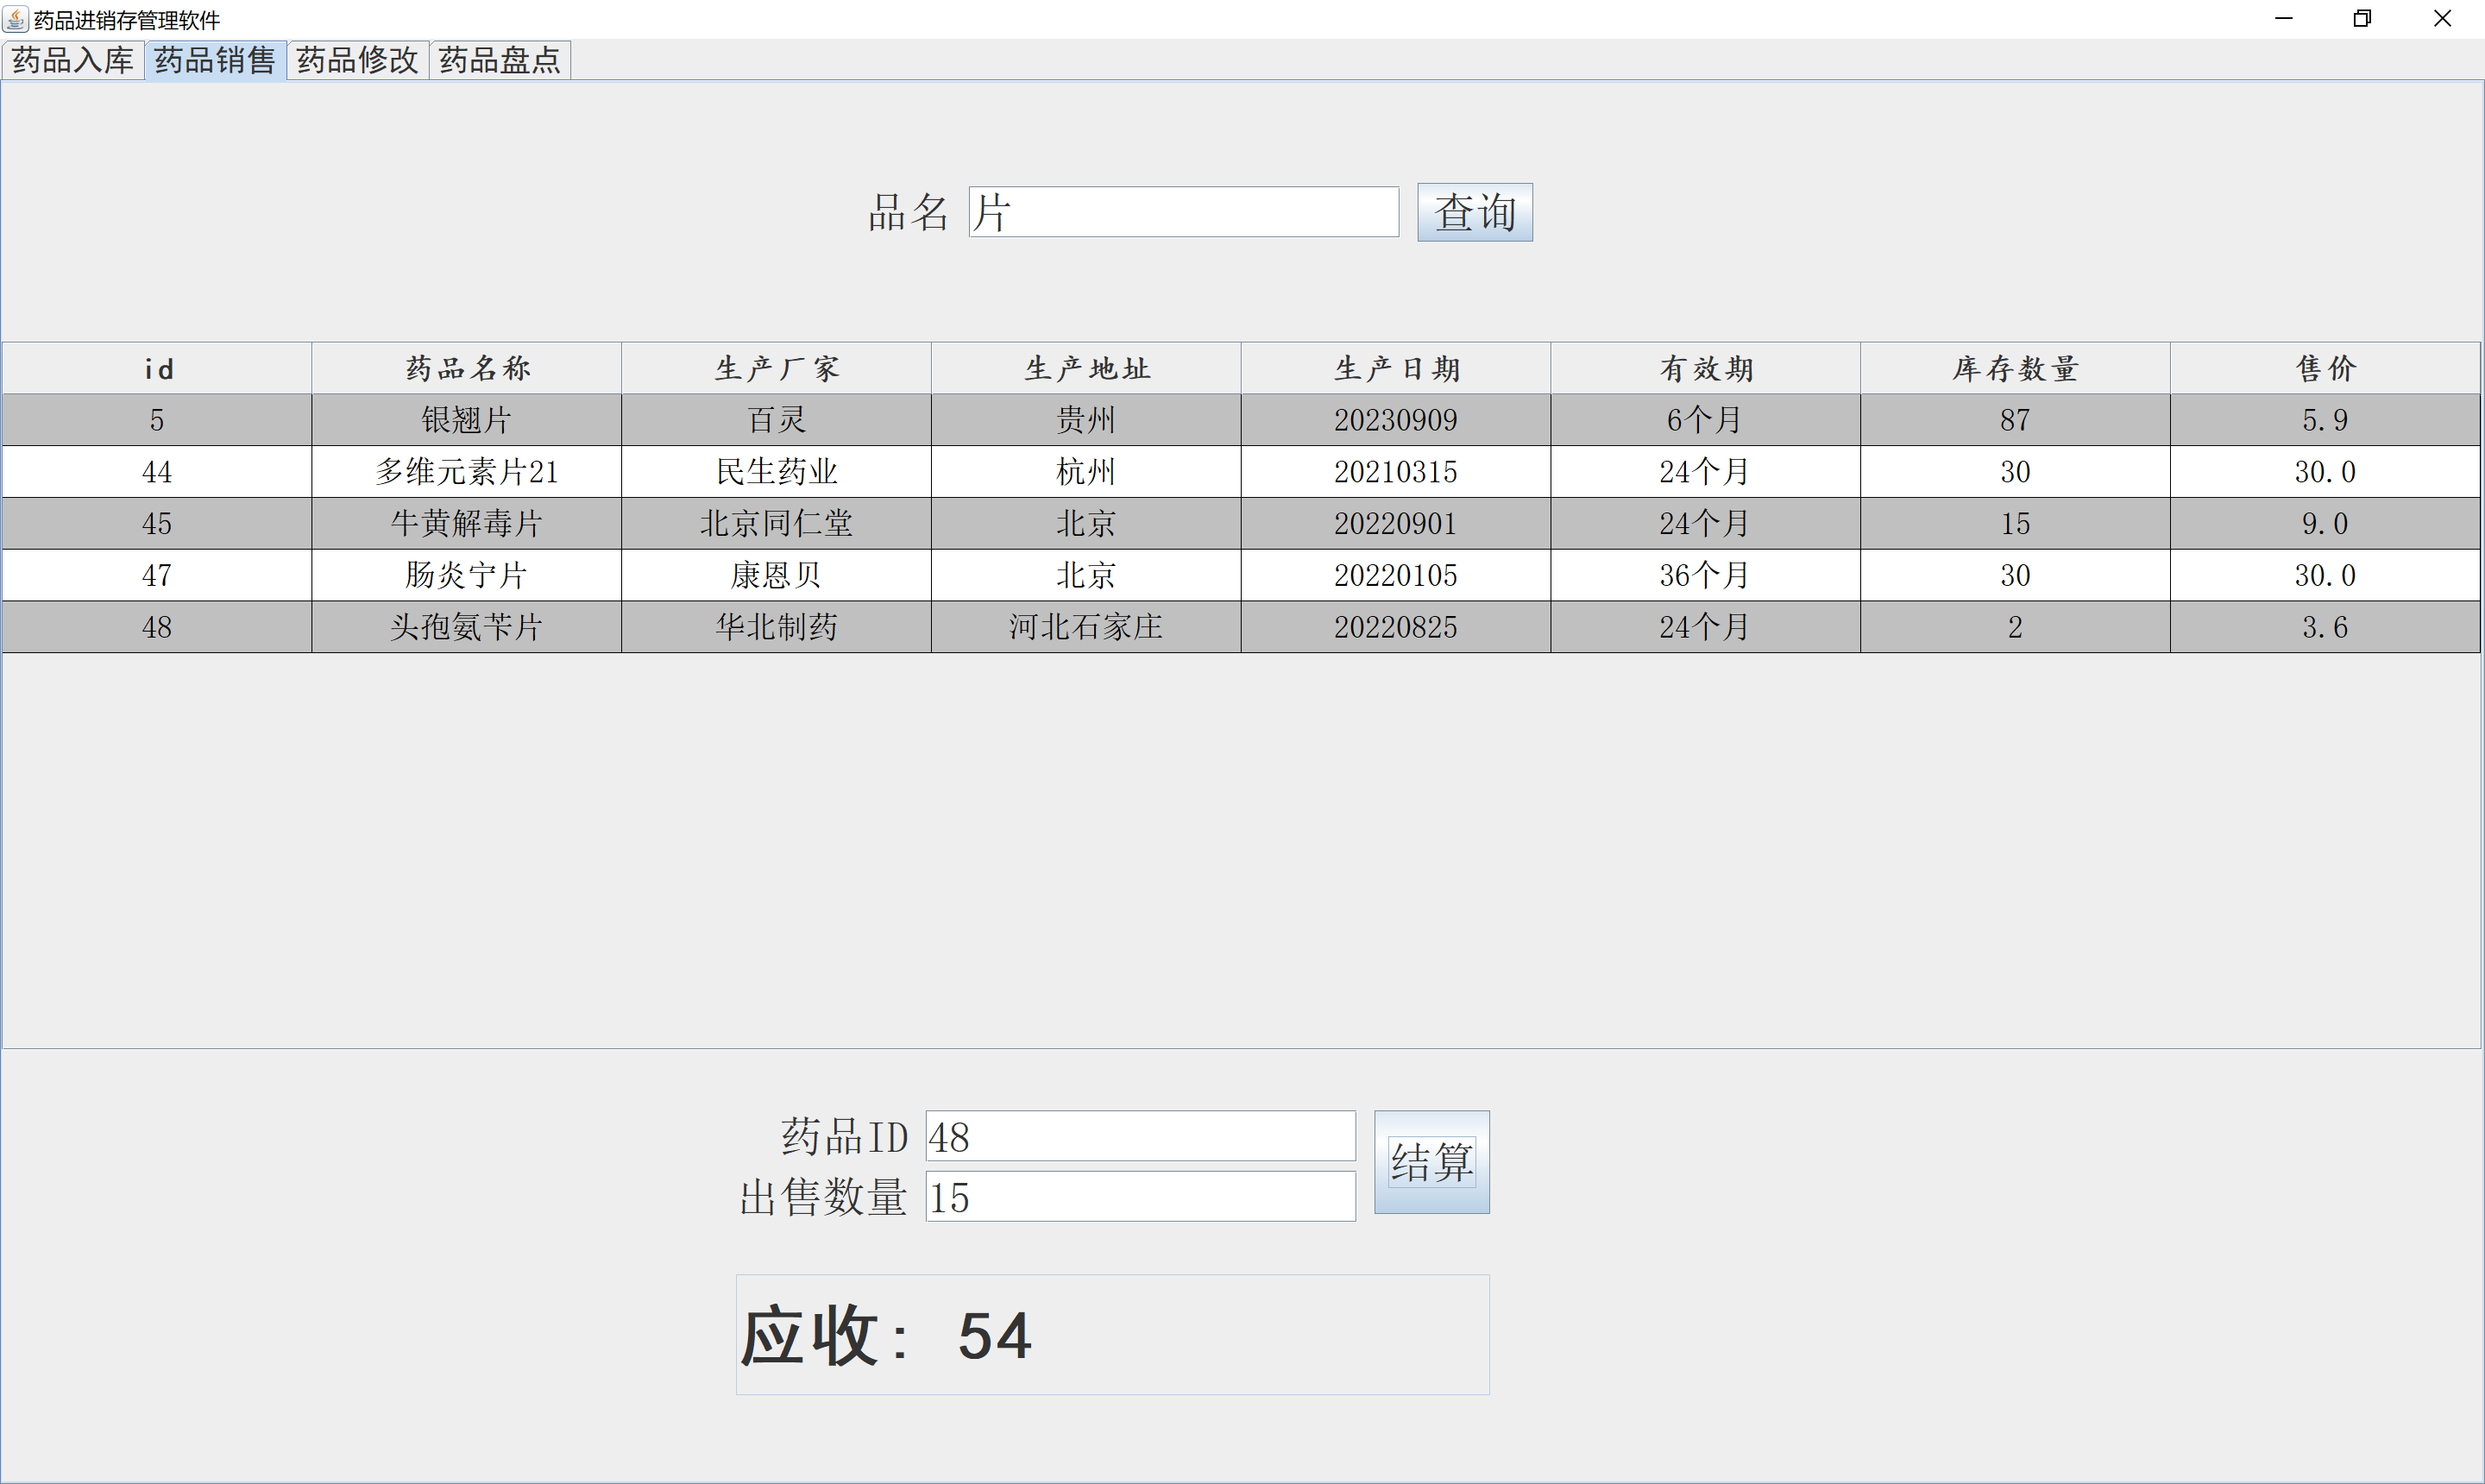 药品进销存管理软件
药品入库 药品销售 药品修改 药品盘点
品名 片 查询
id 药品名称 生产厂家 生产地址 生产日期 有效期 库存数量 售价
5 银翘片 百灵 贵州 20230909 6个月 87 5.9
44 多维元素片21 民生药业 杭州 20210315 24个月 30 30.0
45 牛黄解毒片 北京同仁堂 北京 20220901 24个月 15 9.0
47 肠炎宁片 康恩贝 北京 20220105 36个月 30 30.0
48 头孢氨苄片 华北制药 河北石家庄 20220825 24个月 2 3.6
药品ID 48
出售数量 15
结算
应收: 54